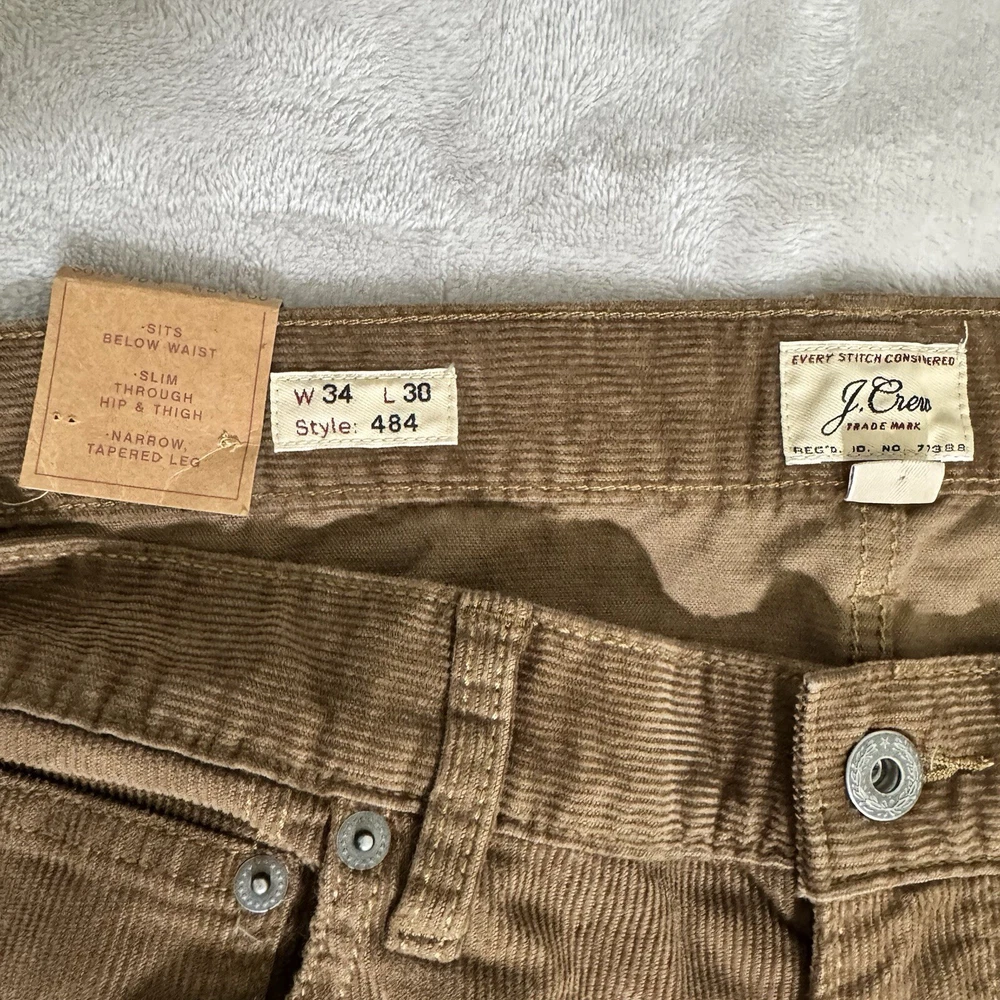 ·SITS
BELOW WAIST
·SLIM
THROUGH
HIP & THIGH
·NARROW,
TAPERED LEG
W 34 L 30
Style: 484
EVERY STITCH CONSIDERED
J.Crew
TRADE MARK
REG'D. ID. NO. 71388